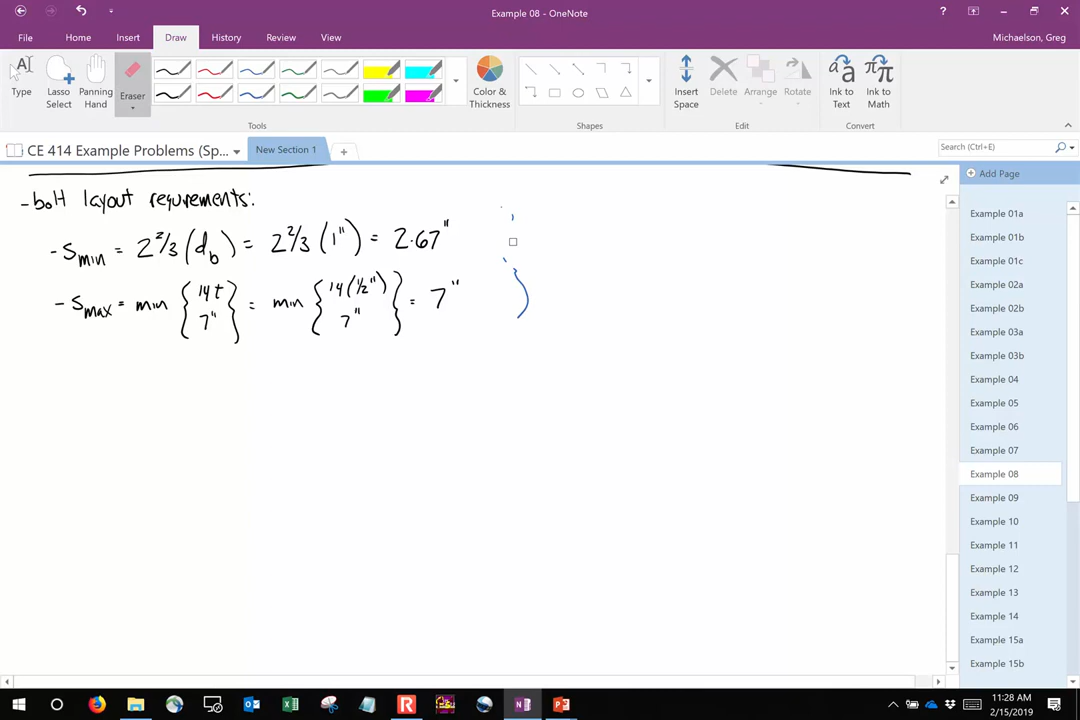 Example 08 - OneNote
?
Michaelson, Greg
File Home Insert Draw History Review View
Type
Lasso Select
Panning Hand
Eraser
Color & Thickness
Insert Space
Delete
Arrange
Rotate
Ink to Text
Ink to Math
Tools
Shapes
Edit
Convert
CE 414 Example Problems (Sp...
New Section 1
Search (Ctrl+E)
Add Page
- bolt layout requrements:
- Smin = 2 2/3 (db) = 2 2/3 (1") = 2.67"
- Smax = min { 14t 7" } = min { 14(1/2") 7" } = 7"
Example 01a
Example 01b
Example 01c
Example 02a
Example 02b
Example 03a
Example 03b
Example 04
Example 05
Example 06
Example 07
Example 08
Example 09
Example 10
Example 11
Example 12
Example 13
Example 14
Example 15a
Example 15b
11:28 AM
2/15/2019